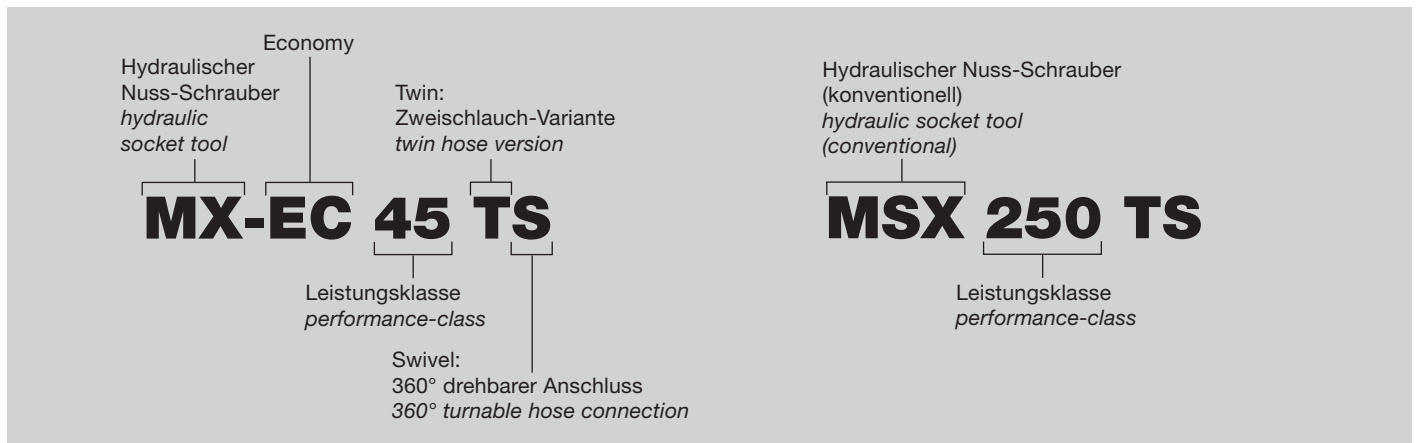 Economy
Hydraulischer
Nuss-Schrauber
hydraulic
socket tool
Twin:
Zweischlauch-Variante
twin hose version
MX-EC 45 TS
Leistungsklasse
performance-class
Swivel:
360° drehbarer Anschluss
360° turnable hose connection
Hydraulischer Nuss-Schrauber
(konventionell)
hydraulic socket tool
(conventional)
MSX 250 TS
Leistungsklasse
performance-class